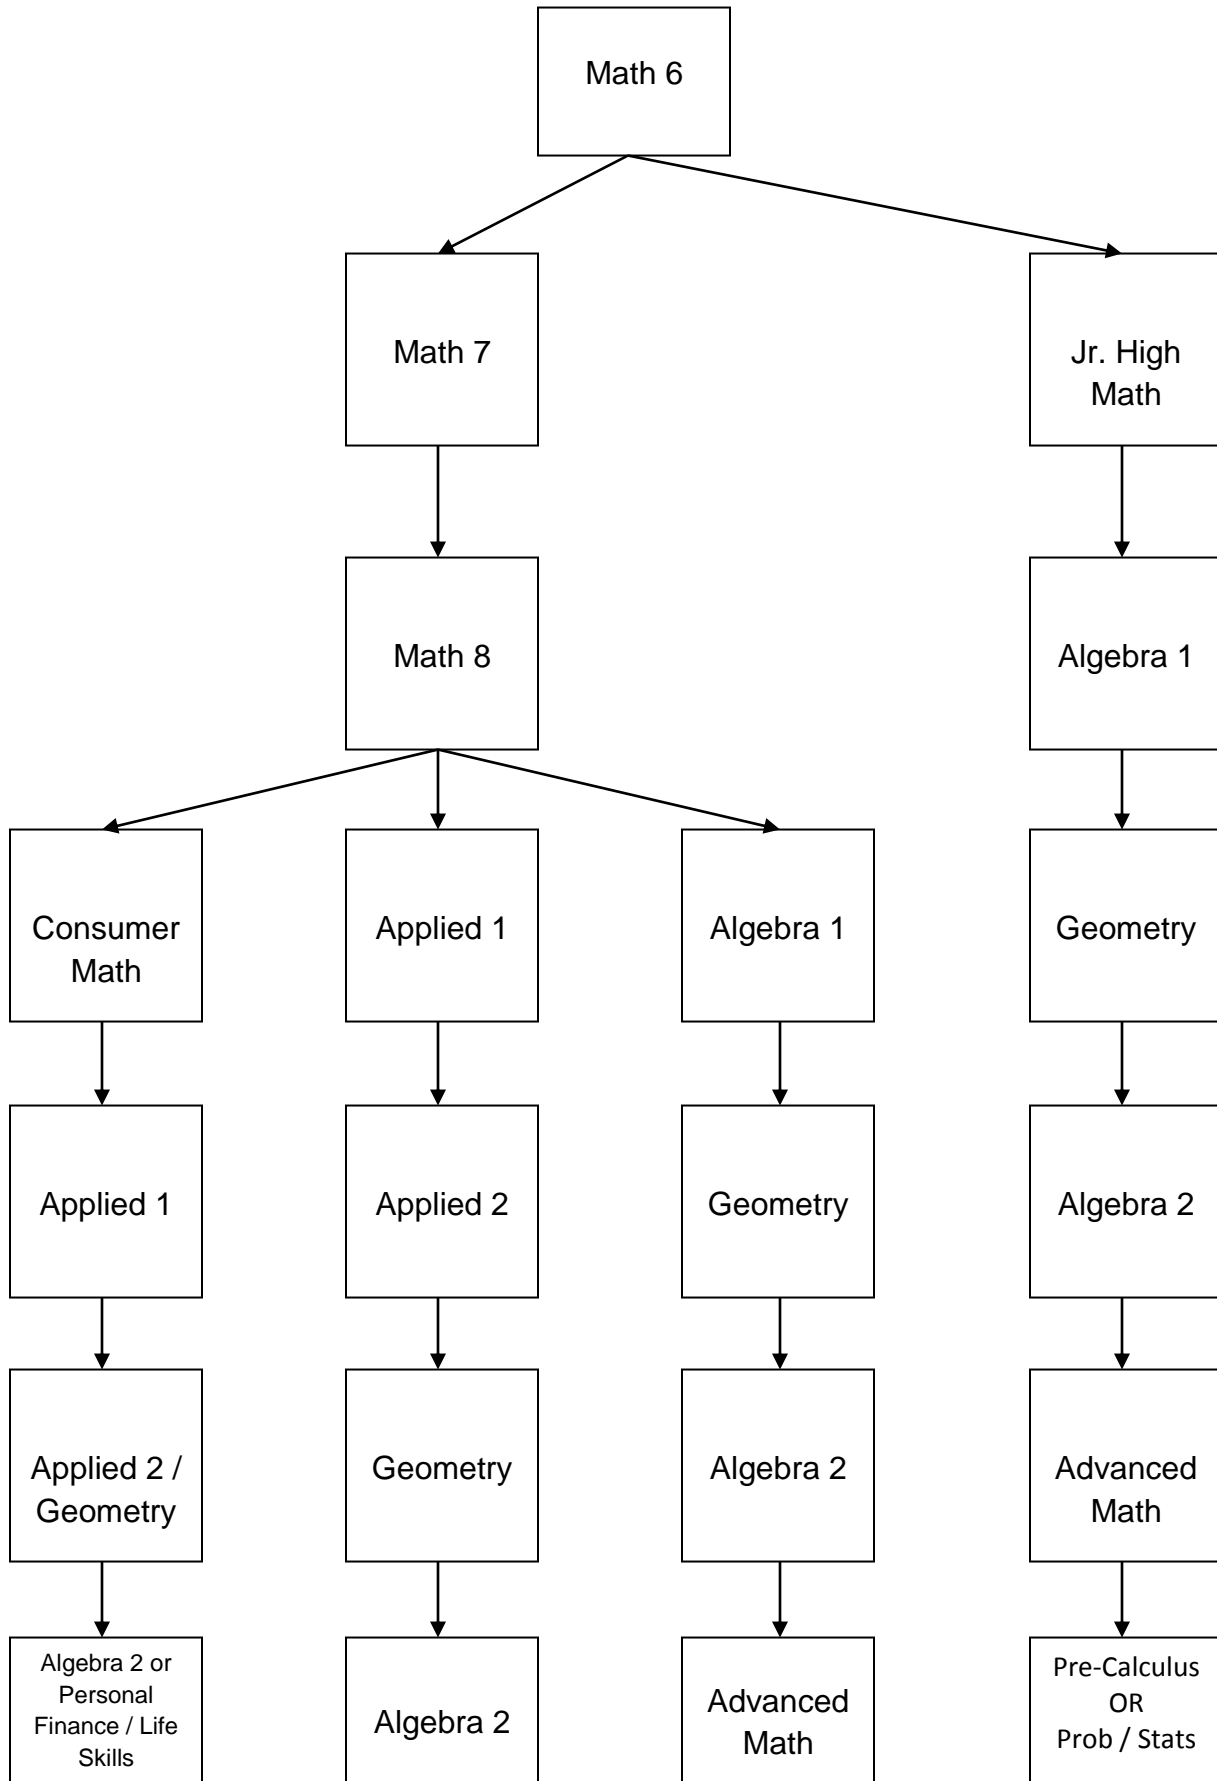 Math 6
Math 7
Jr. High
Math
Math 8
Algebra 1
Consumer
Math
Applied 1
Algebra 1
Geometry
Applied 1
Applied 2
Geometry
Algebra 2
Applied 2 /
Geometry
Geometry
Algebra 2
Advanced
Math
Algebra 2 or
Personal
Finance / Life
Skills
Algebra 2
Advanced
Math
Pre-Calculus
OR
Prob / Stats